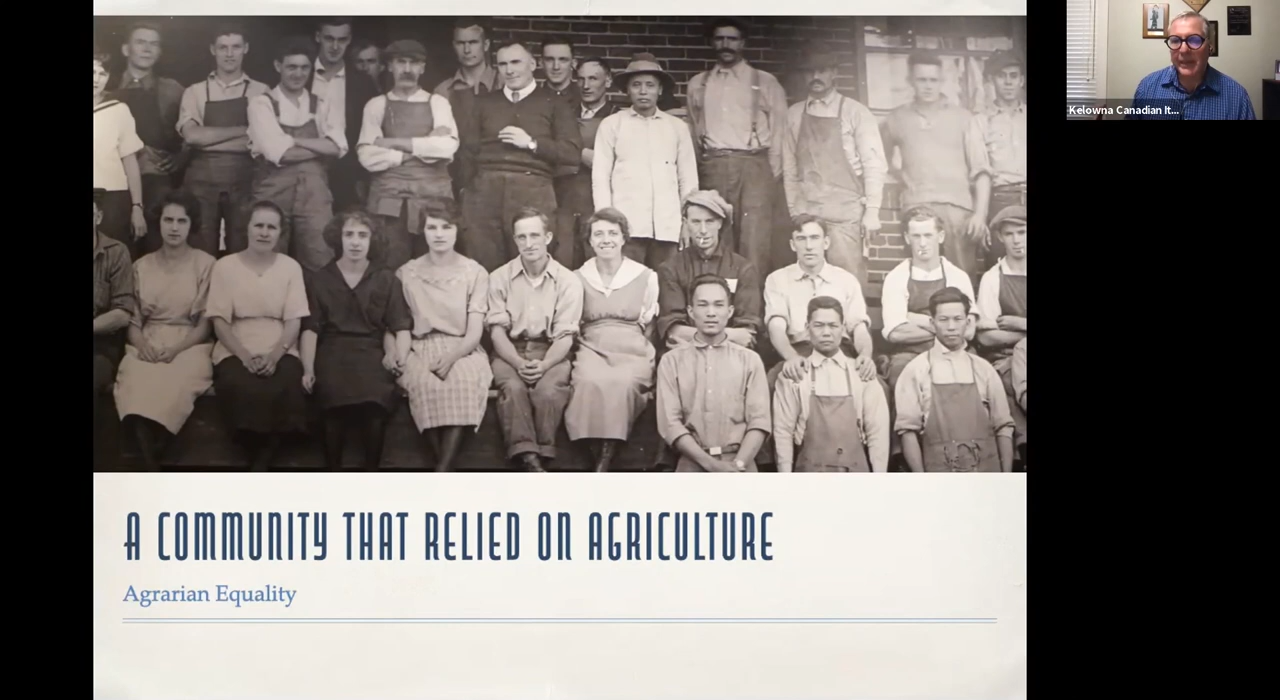 Kelowna Canadian It...
A COMMUNITY THAT RELIED ON AGRICULTURE
Agrarian Equality